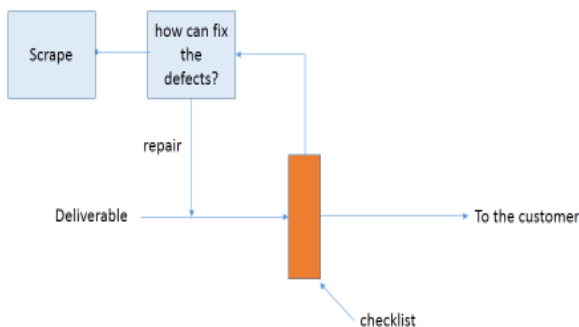 Scrape
how can fix
the
defects?
repair
Deliverable
To the customer
checklist